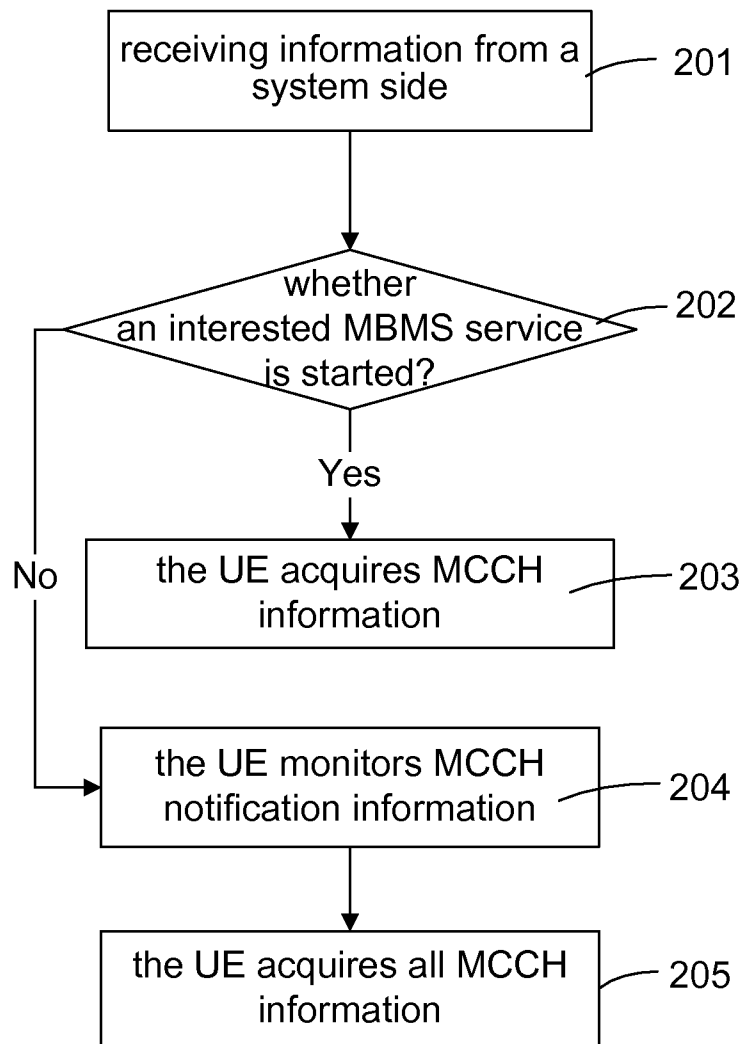 receiving information from a
system side
201
whether
an interested MBMS service
is started?
202
Yes
No
the UE acquires MCCH
information
203
the UE monitors MCCH
notification information
204
the UE acquires all MCCH
information
205